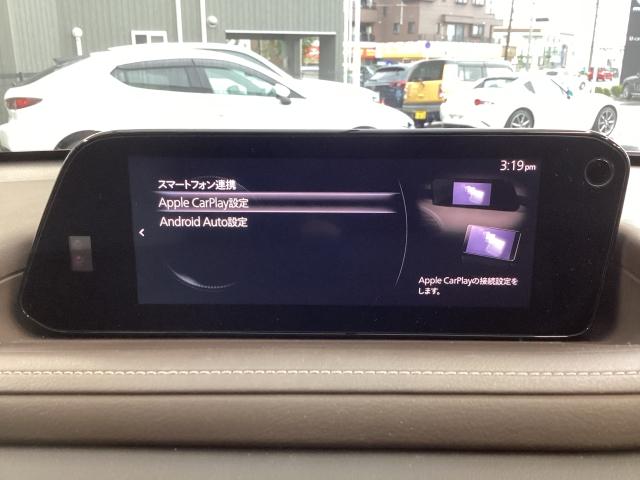 3:19pm
スマートフォン連携
Apple CarPlay設定
Android Auto設定
Apple CarPlayの接続設定を
します。